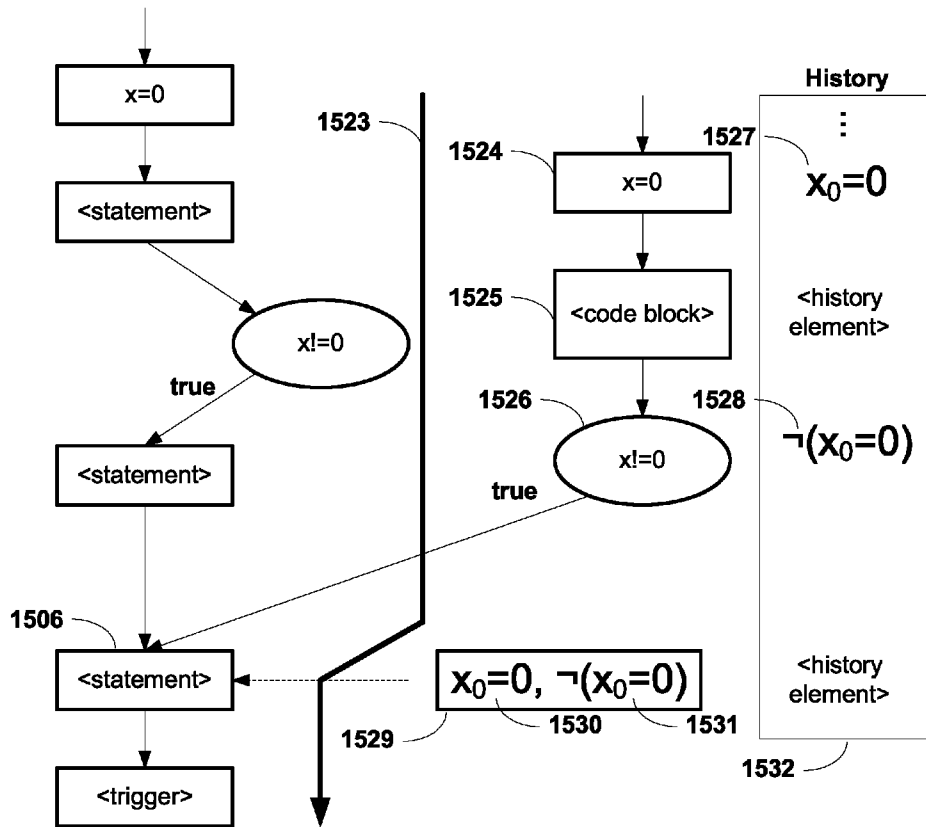 x=0
<statement>
x!=0
true
<statement>
1506
<statement>
<trigger>
1523
1524
x=0
1525
<code block>
1526
x!=0
true
1529
x₀=0, ¬(x₀=0)
1530
1531
History
⋮
1527
x₀=0
<history
element>
1528
¬(x₀=0)
<history
element>
1532